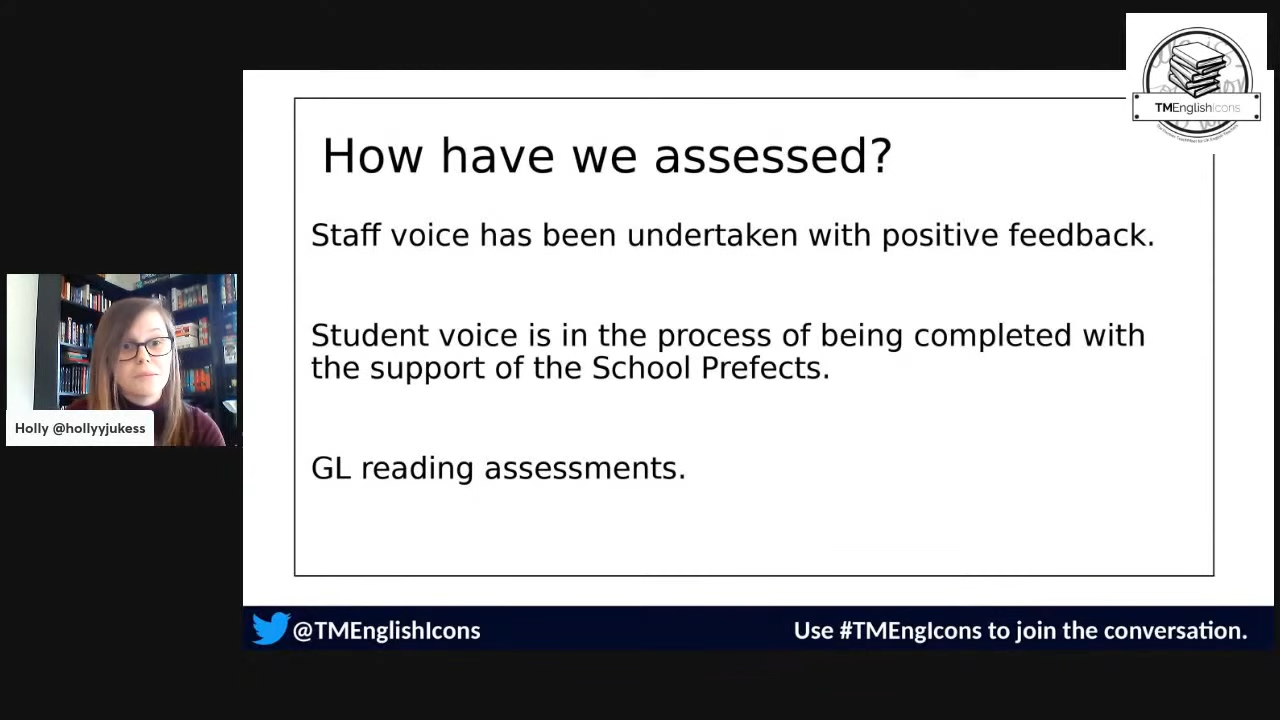 TMEnglishIcons
How have we assessed?
Staff voice has been undertaken with positive feedback.
Student voice is in the process of being completed with
the support of the School Prefects.
GL reading assessments.
Holly @hollyyjukess
@TMEnglishIcons
Use #TMEngIcons to join the conversation.